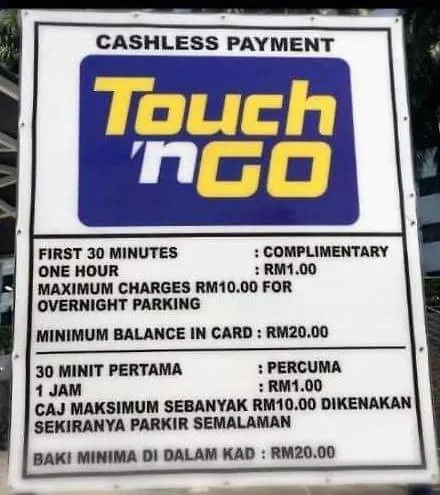 CASHLESS PAYMENT
Touch
'nGO
FIRST 30 MINUTES : COMPLIMENTARY
ONE HOUR : RM1.00
MAXIMUM CHARGES RM10.00 FOR
OVERNIGHT PARKING
MINIMUM BALANCE IN CARD : RM20.00
30 MINIT PERTAMA : PERCUMA
1 JAM : RM1.00
CAJ MAKSIMUM SEBANYAK RM10.00 DIKENAKAN
SEKIRANYA PARKIR SEMALAMAN
BAKI MINIMA DI DALAM KAD : RM20.00